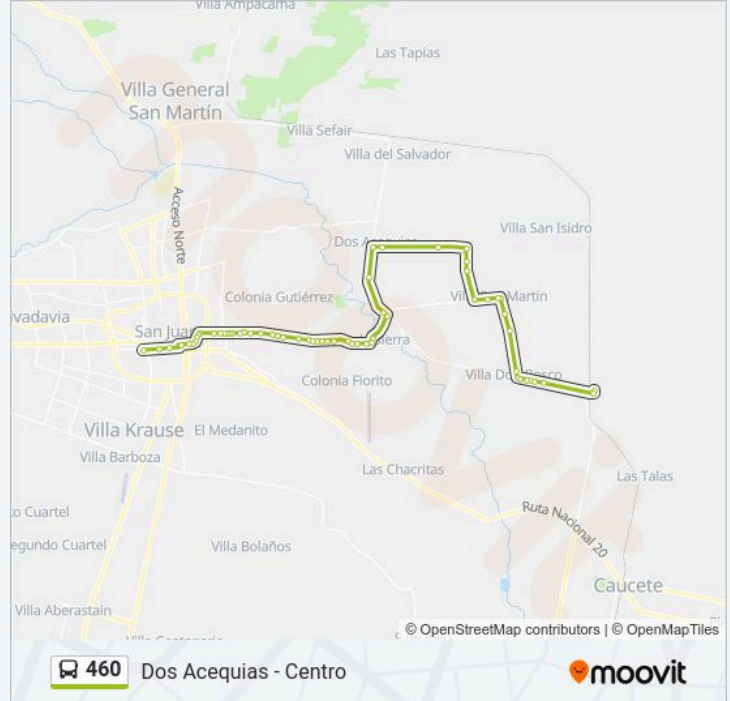 Villa Ampacama
Las Tapias
Villa General
San Martín
Villa Sefair
Villa del Salvador
Acceso Norte
Villa San Isidro
Dos Acequias
Colonia Gutiérrez
Martín
ivadavia
San Juan
Colonia Fiorito
Villa Don Bosco
Villa Krause
El Medanito
Villa Barboza
Las Chacritas
Las Talas
to Cuartel
Ruta Nacional 20
egundo Cuartel
Villa Bolaños
Caucete
Villa Aberastain
© OpenStreetMap contributors | © OpenMapTiles
460 Dos Acequias - Centro
moovit